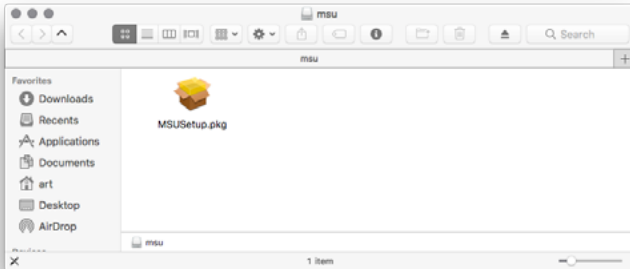 msu
Search
msu
Favorites
Downloads
Recents
Applications
Documents
art
Desktop
AirDrop
MSUSetup.pkg
msu
1 item